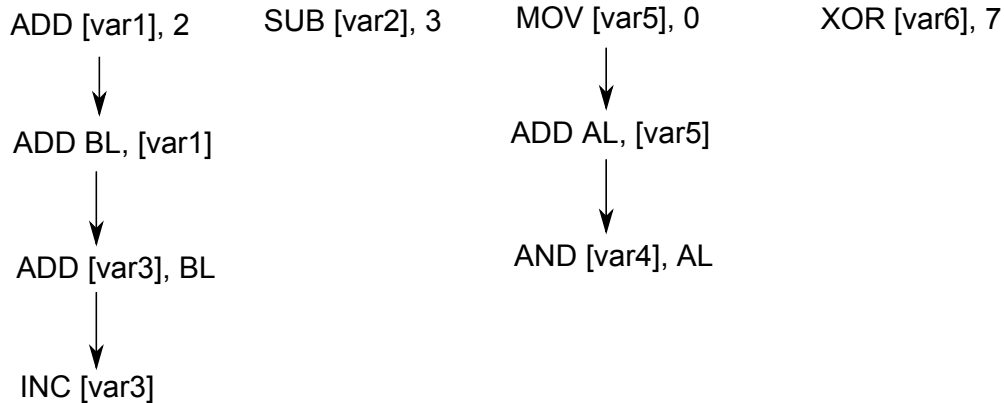 ADD [var1], 2
SUB [var2], 3
MOV [var5], 0
XOR [var6], 7
ADD BL, [var1]
ADD AL, [var5]
ADD [var3], BL
AND [var4], AL
INC [var3]